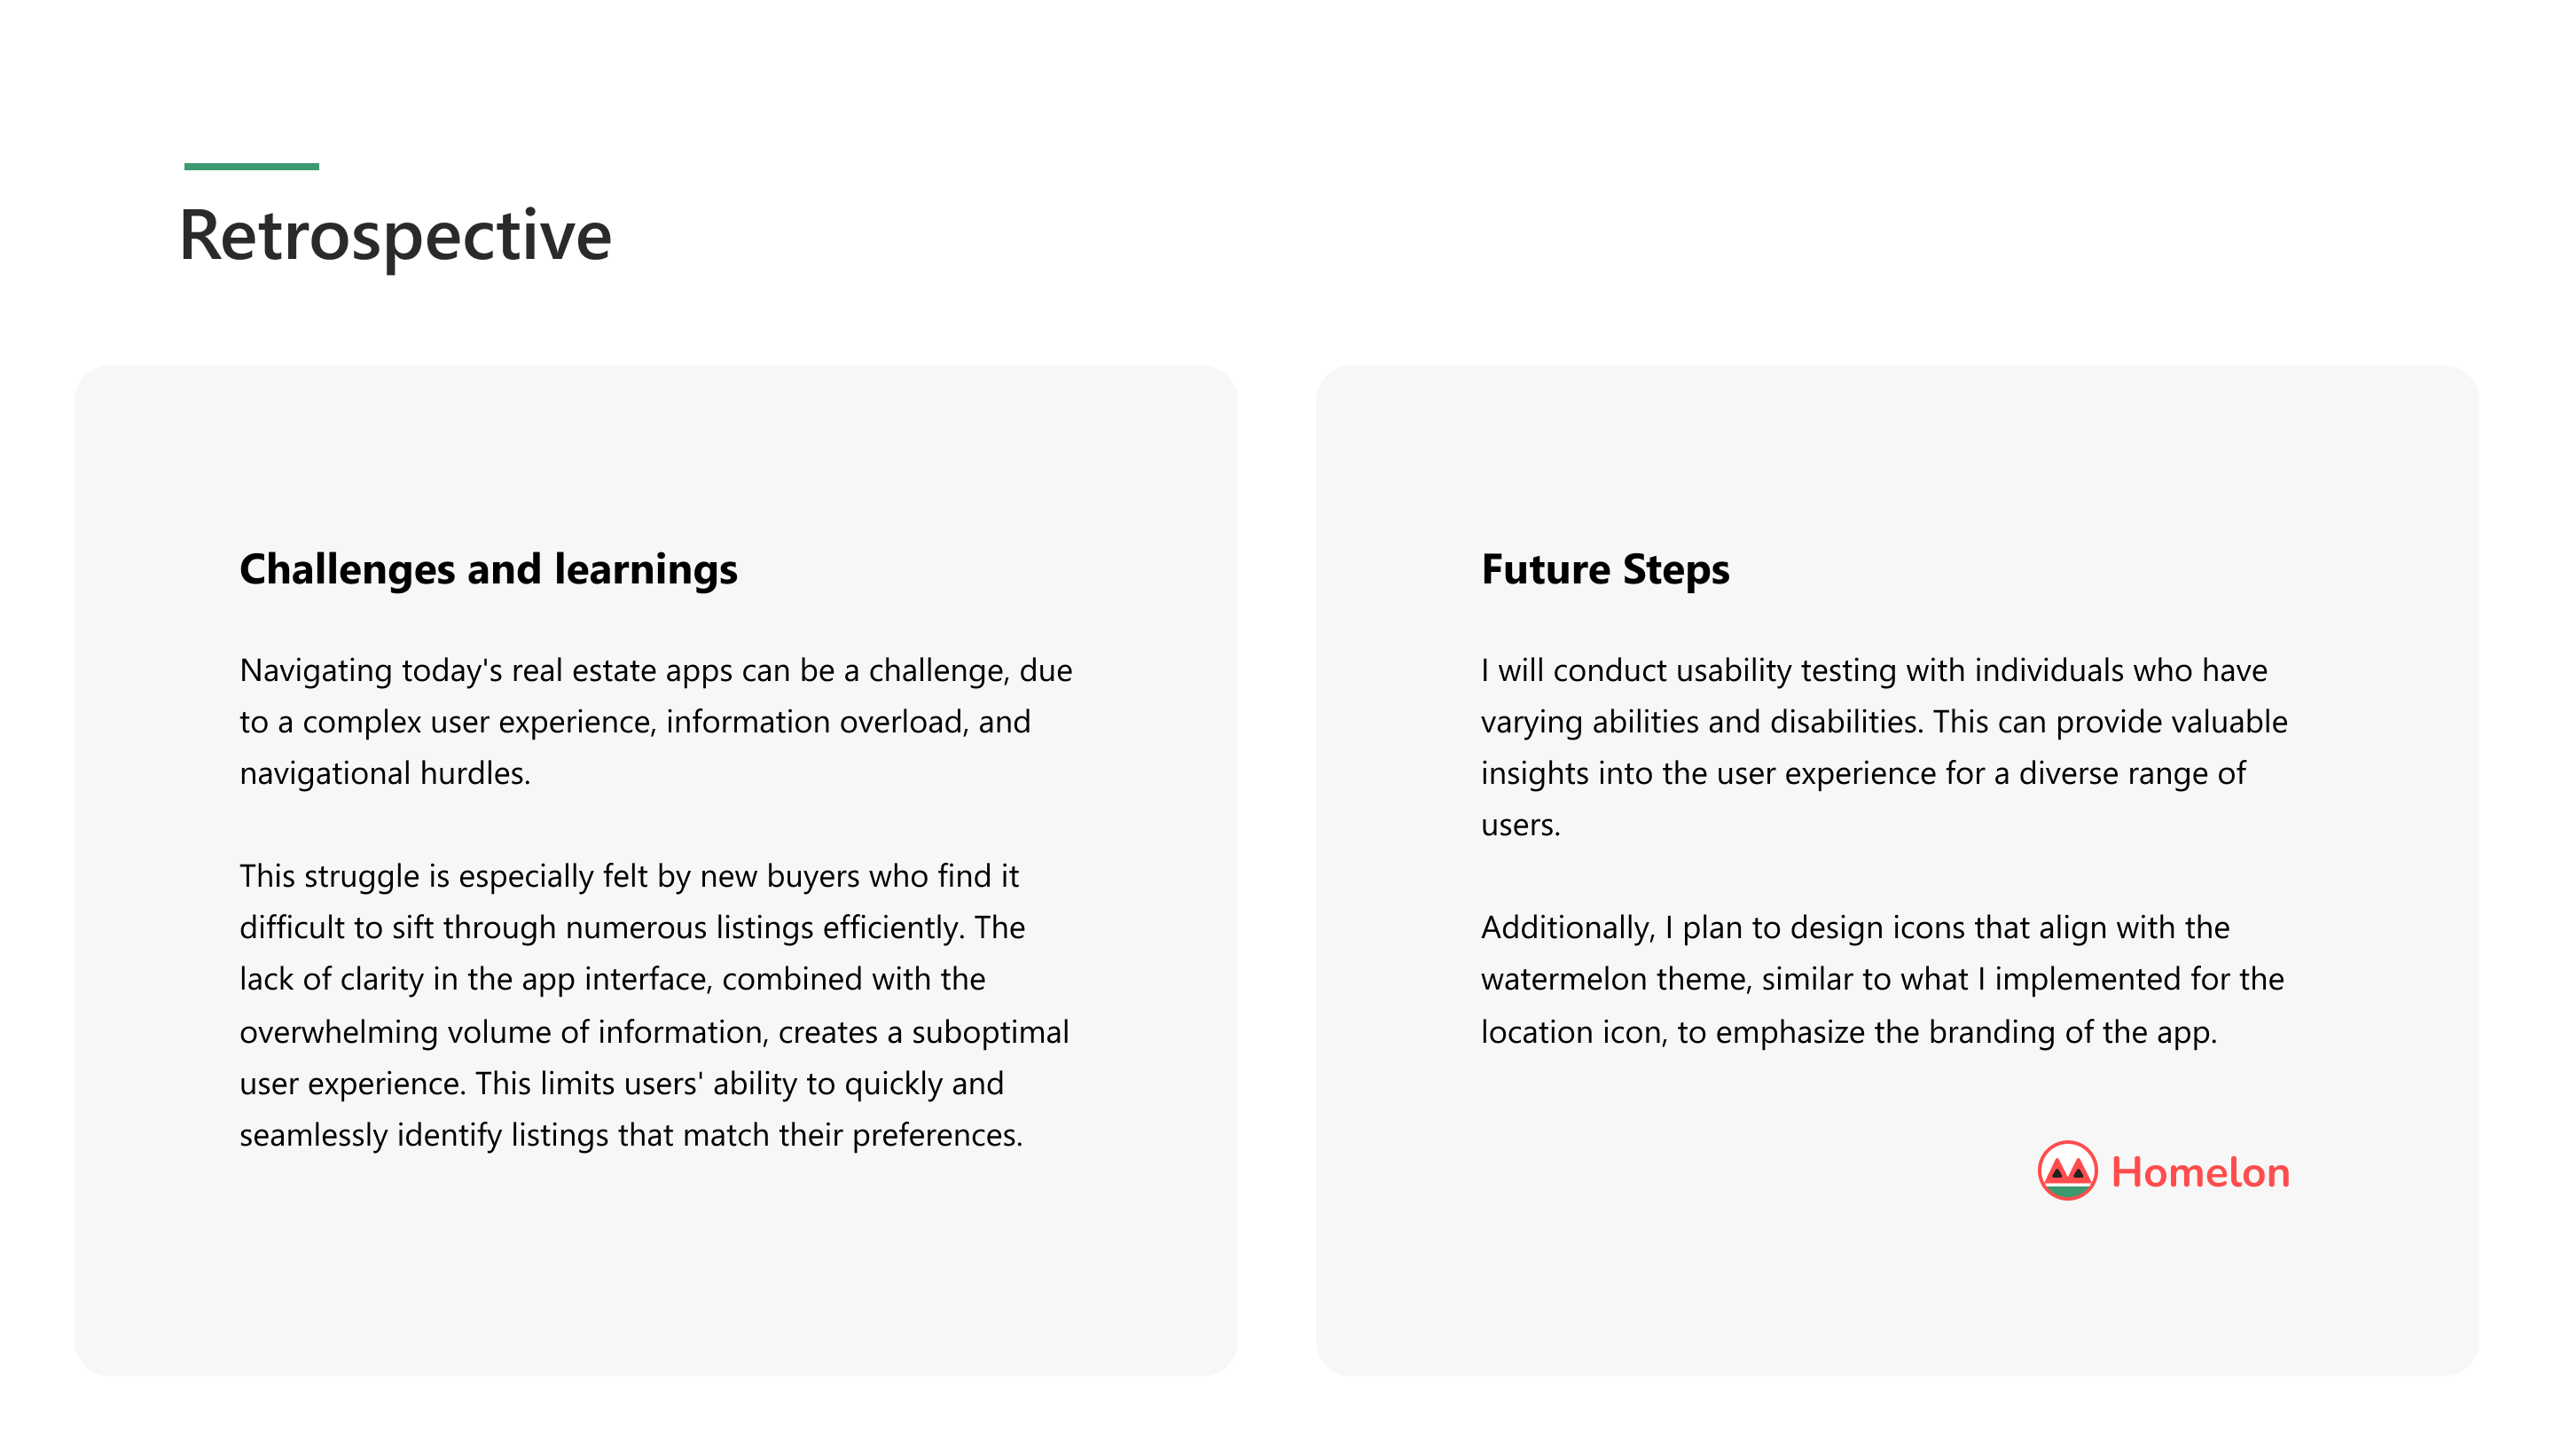 Retrospective
Challenges and learnings
Navigating today's real estate apps can be a challenge, due
to a complex user experience, information overload, and
navigational hurdles.
This struggle is especially felt by new buyers who find it
difficult to sift through numerous listings efficiently. The
lack of clarity in the app interface, combined with the
overwhelming volume of information, creates a suboptimal
user experience. This limits users' ability to quickly and
seamlessly identify listings that match their preferences.
Future Steps
I will conduct usability testing with individuals who have
varying abilities and disabilities. This can provide valuable
insights into the user experience for a diverse range of
users.
Additionally, I plan to design icons that align with the
watermelon theme, similar to what I implemented for the
location icon, to emphasize the branding of the app.
Homelon